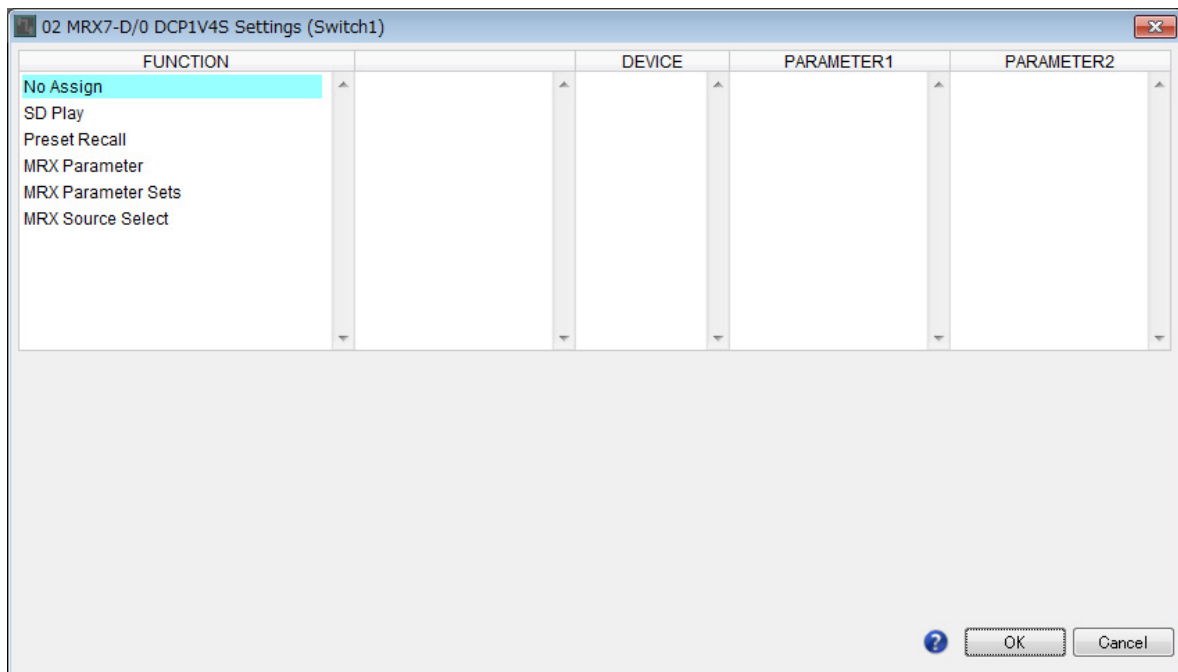 02 MRX7-D/0 DCP1V4S Settings (Switch1)
FUNCTION DEVICE PARAMETER1 PARAMETER2
No Assign
SD Play
Preset Recall
MRX Parameter
MRX Parameter Sets
MRX Source Select
? OK Cancel